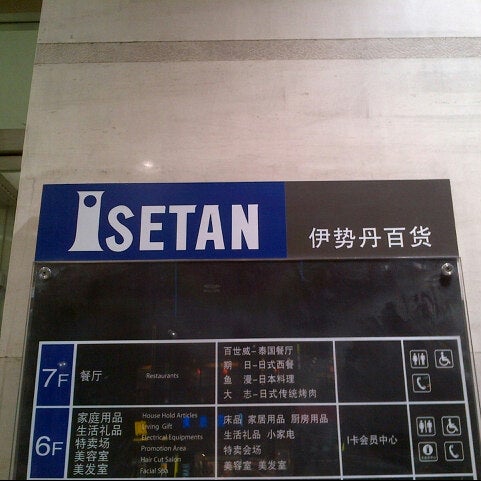 ISETAN 伊势丹百货
7F 餐厅 Restaurants 百世威-泰国餐厅
期 日-日式西餐
鱼 漫-日本料理
大 志-日式传统烤肉
6F 家庭用品 House Hold Articles 床品 家居用品 厨房用品
生活礼品 Living Gift 生活礼品 小家电
特卖场 Electrical Equipments 特卖会场
美容室 Promotion Area 美容室 美发室
美发室 Hair Cut Salon
Facial Spa
I卡会员中心